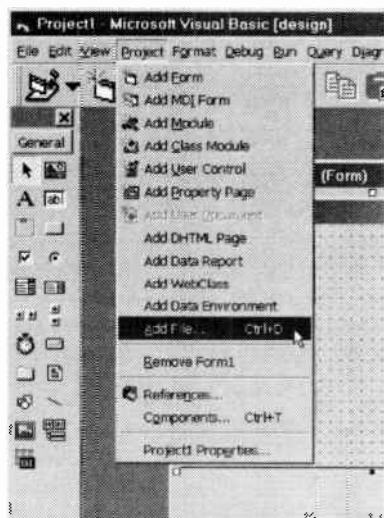 Project1 - Microsoft Visual Basic [design]
File Edit View Project Format Debug Run Query Diagr
General
A ab
(Form)
Add Form
Add MDI Form
Add Module
Add Class Module
Add User Control
Add Property Page
Add User Document
Add DHTML Page
Add Data Report
Add WebClass
Add Data Environment
Add File... Ctrl+D
Remove Form1
References...
Components... Ctrl+T
Project1 Properties...